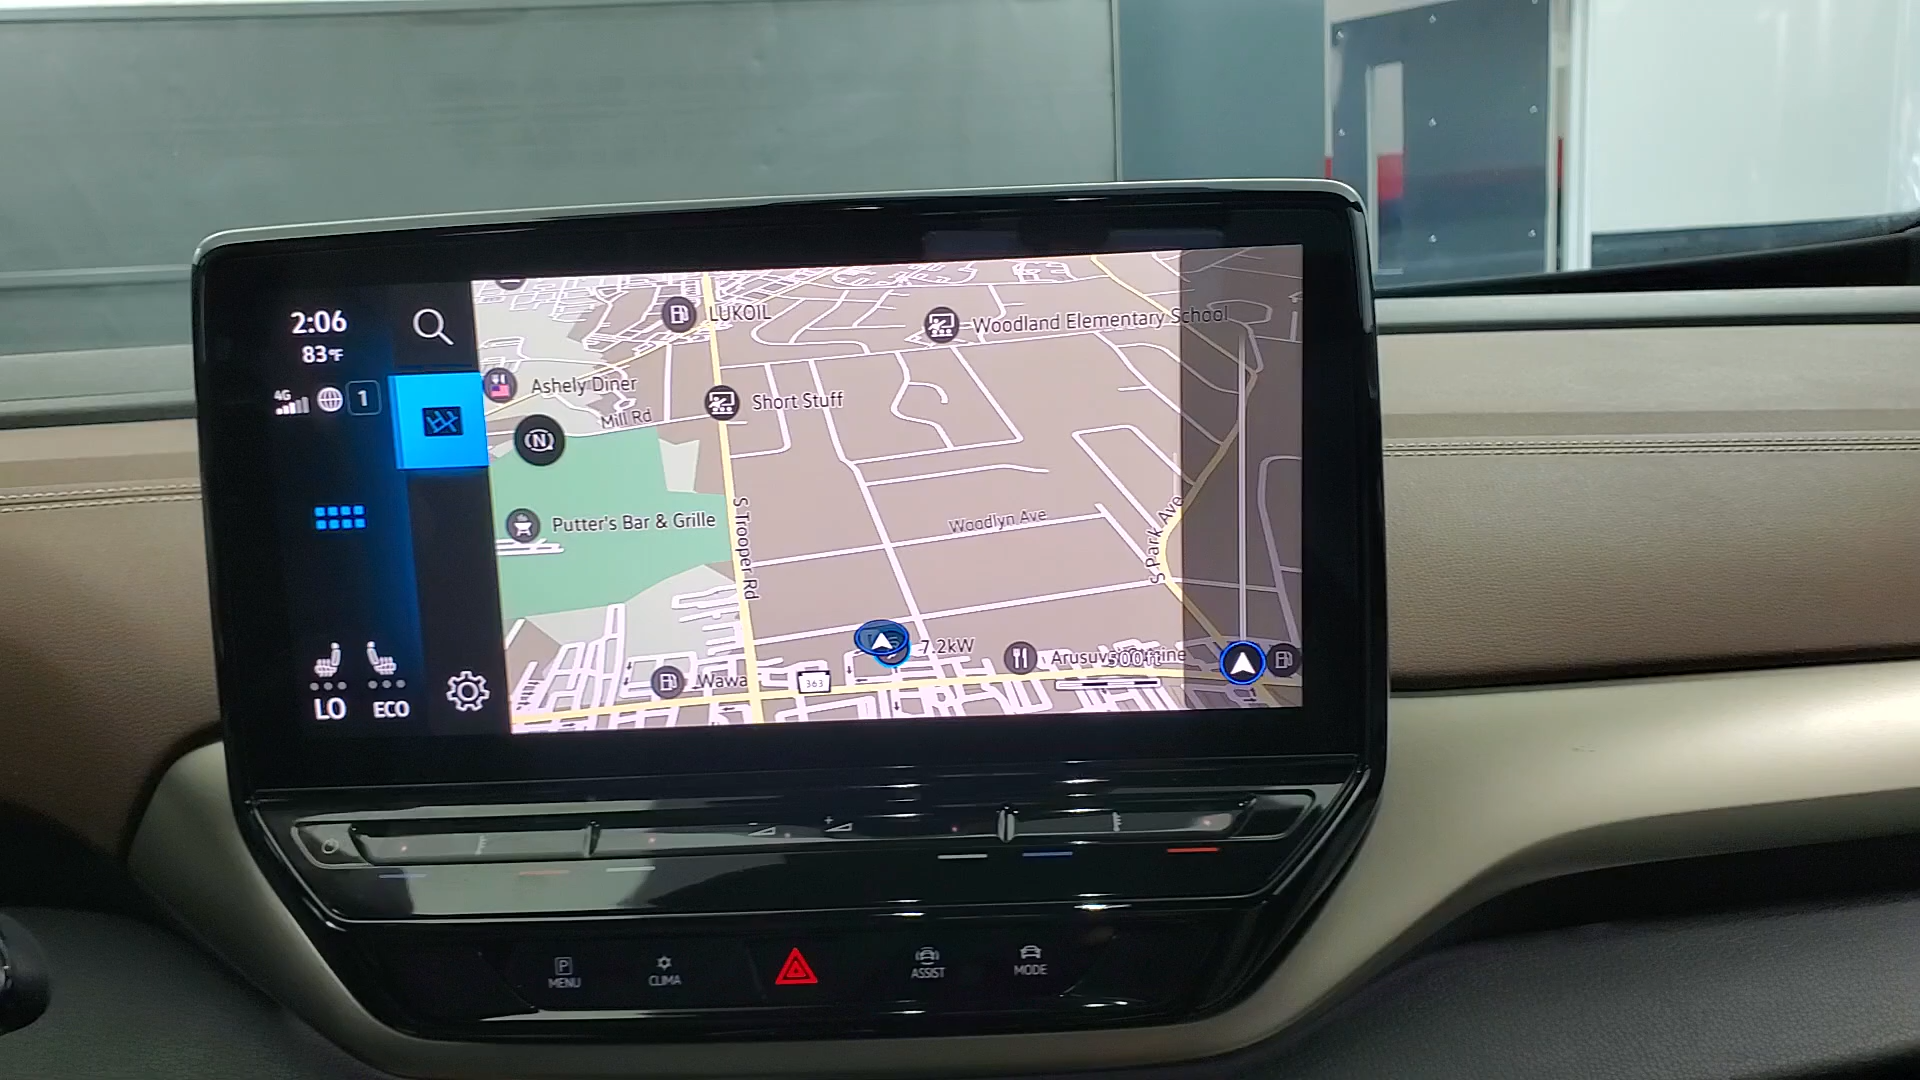 2:06
83°F
4G
1
LUKOIL
Woodland Elementary School
Ashely Diner
Mill Rd
Short Stuff
N
Putter's Bar & Grille
S Trooper Rd
Woodlyn Ave
S Park Ave
7.2kW
500ft
Wawa
363
LO
ECO
P
MENU
CLIMA
ASSIST
MODE